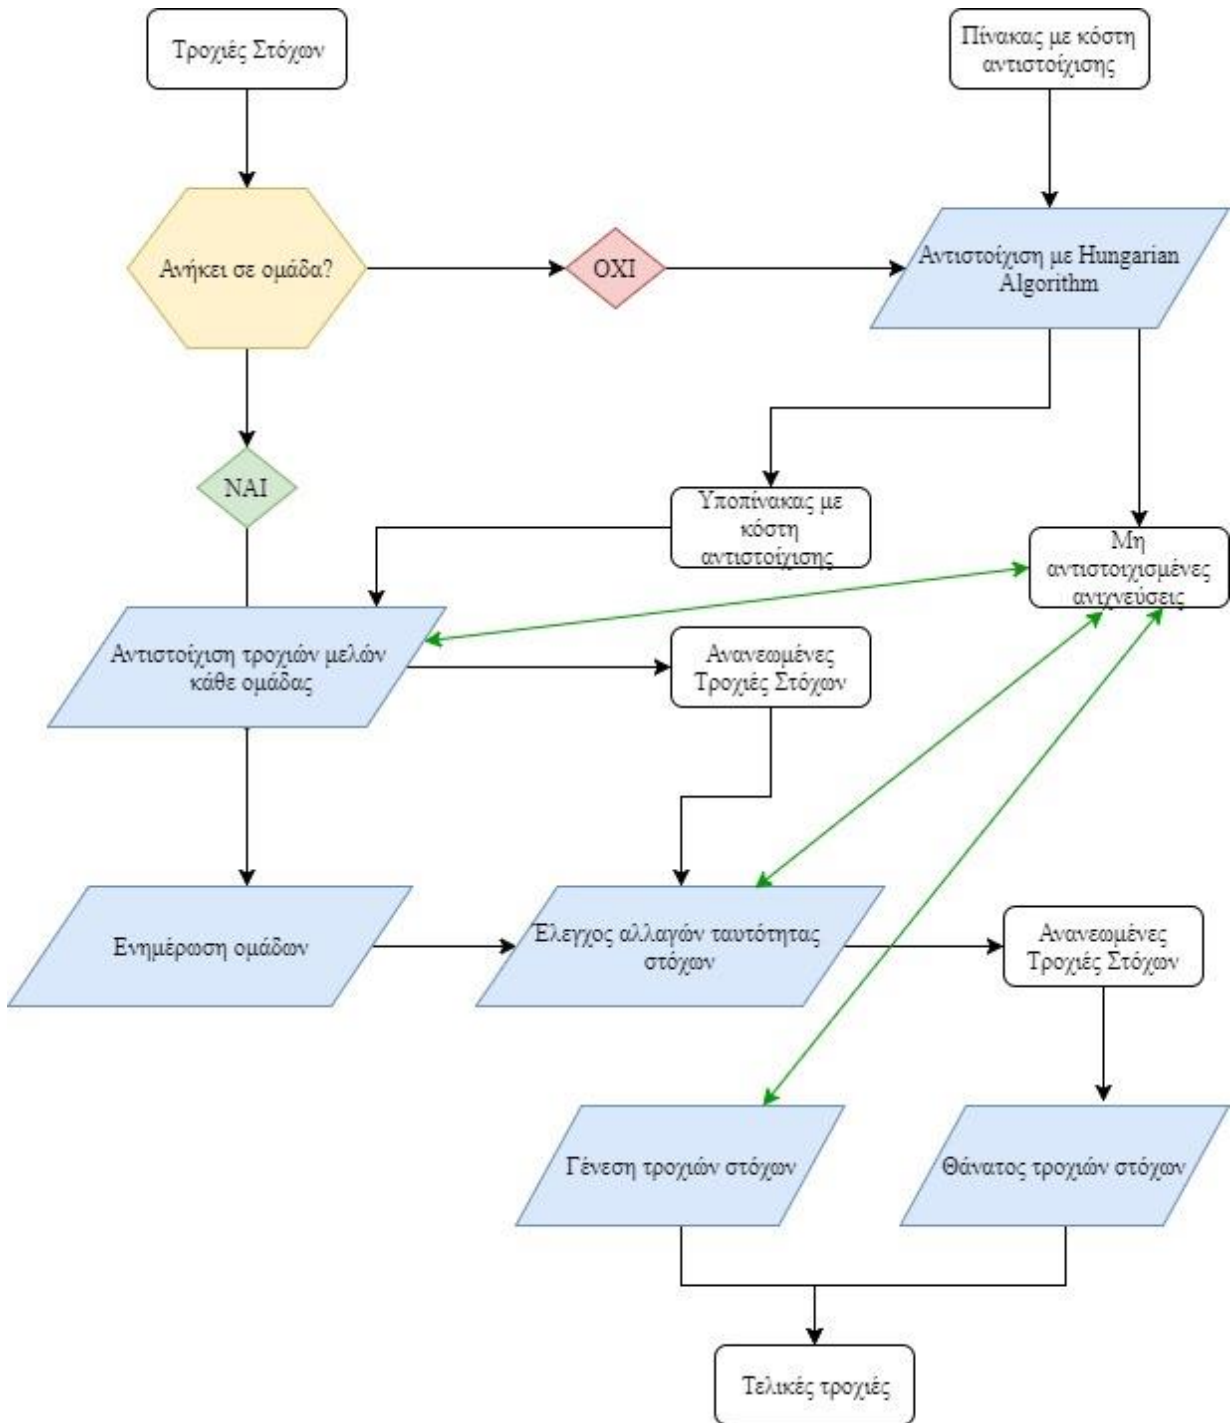 Τροχιές Στόχων
Πίνακας με κόστη
αντιστοίχισης
Ανήκει σε ομάδα?
ΟΧΙ
Αντιστοίχιση με Hungarian
Algorithm
ΝΑΙ
Υποπίνακας με
κόστη
αντιστοίχισης
Μη
αντιστοιχισμένες
ανιχνεύσεις
Αντιστοίχιση τροχιών μελών
κάθε ομάδας
Ανανεωμένες
Τροχιές Στόχων
Ενημέρωση ομάδων
Έλεγχος αλλαγών ταυτότητας
στόχων
Ανανεωμένες
Τροχιές Στόχων
Γένεση τροχιών στόχων
Θάνατος τροχιών στόχων
Τελικές τροχιές